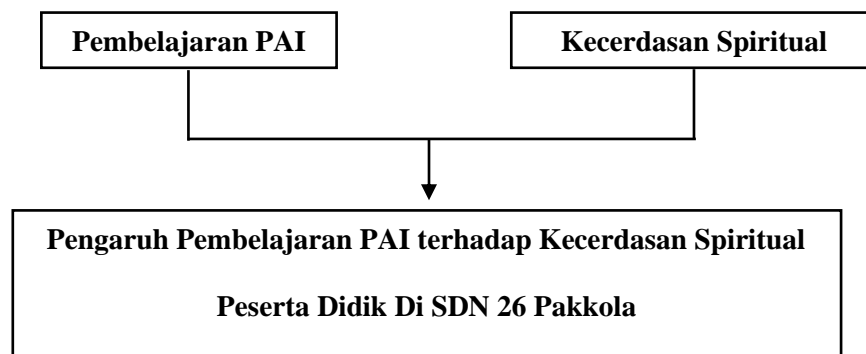 Pembelajaran PAI
Kecerdasan Spiritual
Pengaruh Pembelajaran PAI terhadap Kecerdasan Spiritual
Peserta Didik Di SDN 26 Pakkola